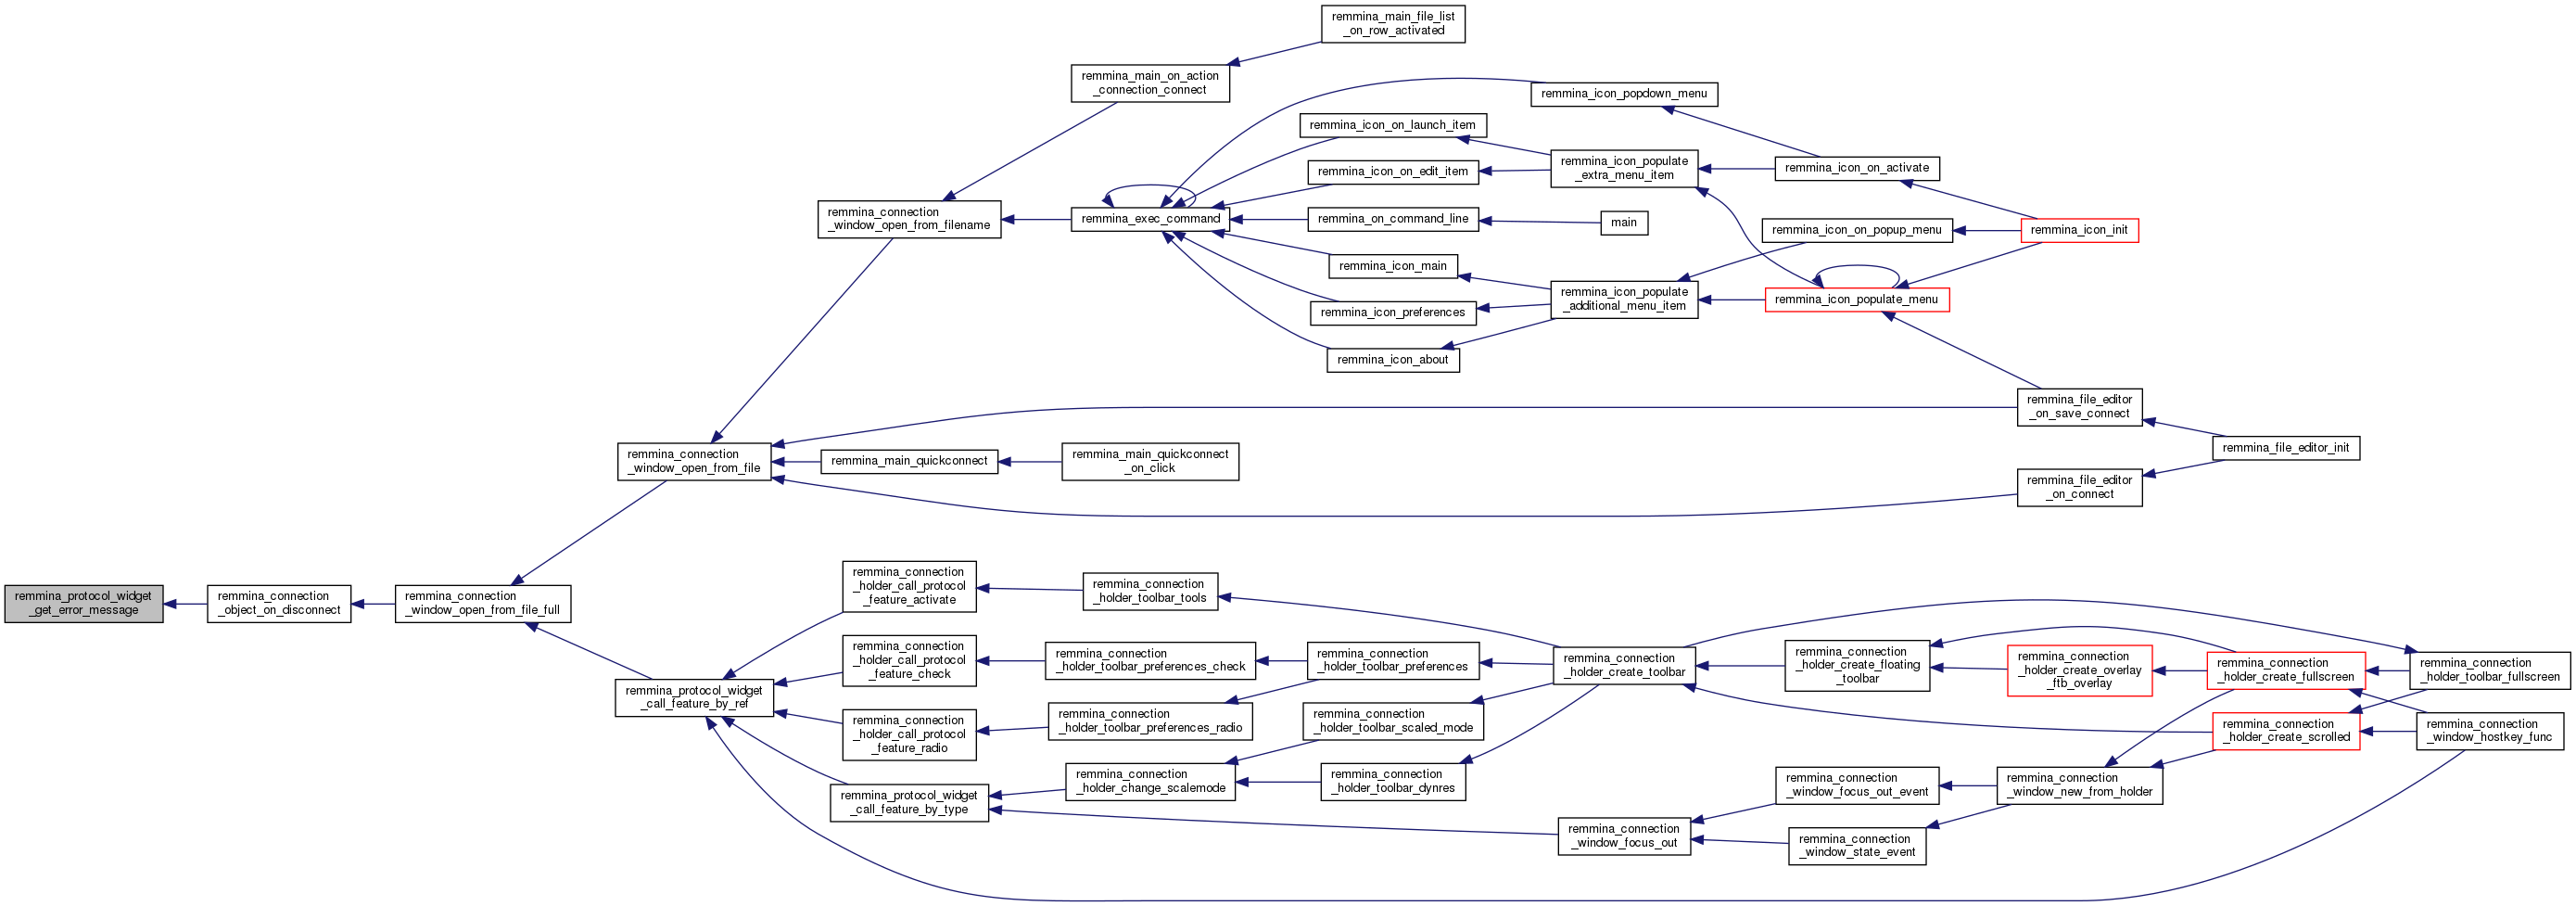 remmina_main_file_list
_on_row_activated
remmina_main_on_action
_connection_connect
remmina_icon_popdown_menu
remmina_icon_on_launch_item
remmina_icon_populate
_extra_menu_item
remmina_icon_on_activate
remmina_icon_on_edit_item
remmina_connection
_window_open_from_filename
remmina_exec_command
remmina_on_command_line
main
remmina_icon_on_popup_menu
remmina_icon_init
remmina_icon_main
remmina_icon_populate
_additional_menu_item
remmina_icon_populate_menu
remmina_icon_preferences
remmina_icon_about
remmina_file_editor
_on_save_connect
remmina_connection
_window_open_from_file
remmina_main_quickconnect
remmina_main_quickconnect
_on_click
remmina_file_editor_init
remmina_file_editor
_on_connect
remmina_protocol_widget
_get_error_message
remmina_connection
_object_on_disconnect
remmina_connection
_window_open_from_file_full
remmina_connection
_holder_call_protocol
_feature_activate
remmina_connection
_holder_toolbar_tools
remmina_connection
_holder_call_protocol
_feature_check
remmina_connection
_holder_toolbar_preferences_check
remmina_connection
_holder_toolbar_preferences
remmina_connection
_holder_create_toolbar
remmina_connection
_holder_create_floating
_toolbar
remmina_connection
_holder_create_overlay
_ftb_overlay
remmina_connection
_holder_create_fullscreen
remmina_connection
_holder_toolbar_fullscreen
remmina_protocol_widget
_call_feature_by_ref
remmina_connection
_holder_call_protocol
_feature_radio
remmina_connection
_holder_toolbar_preferences_radio
remmina_connection
_holder_toolbar_scaled_mode
remmina_connection
_holder_create_scrolled
remmina_connection
_window_hostkey_func
remmina_protocol_widget
_call_feature_by_type
remmina_connection
_holder_change_scalemode
remmina_connection
_holder_toolbar_dynres
remmina_connection
_window_focus_out_event
remmina_connection
_window_new_from_holder
remmina_connection
_window_focus_out
remmina_connection
_window_state_event